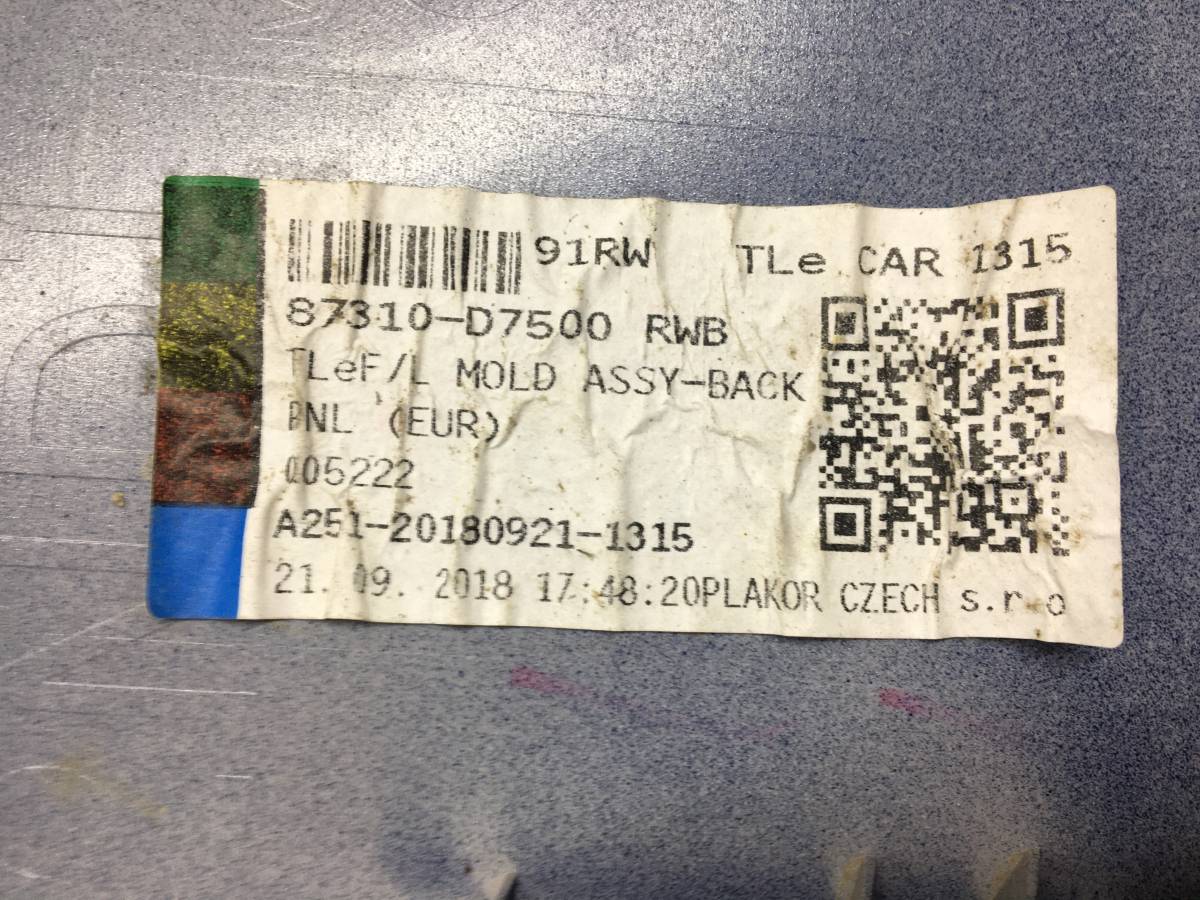 91RW TLe CAR 1315
87310-D7500 RWB
TLeF/L MOLD ASSY-BACK
PNL (EUR)
005222
A251-20180921-1315
21. 09. 2018 17:48:20PLAKOR CZECH s.r.o